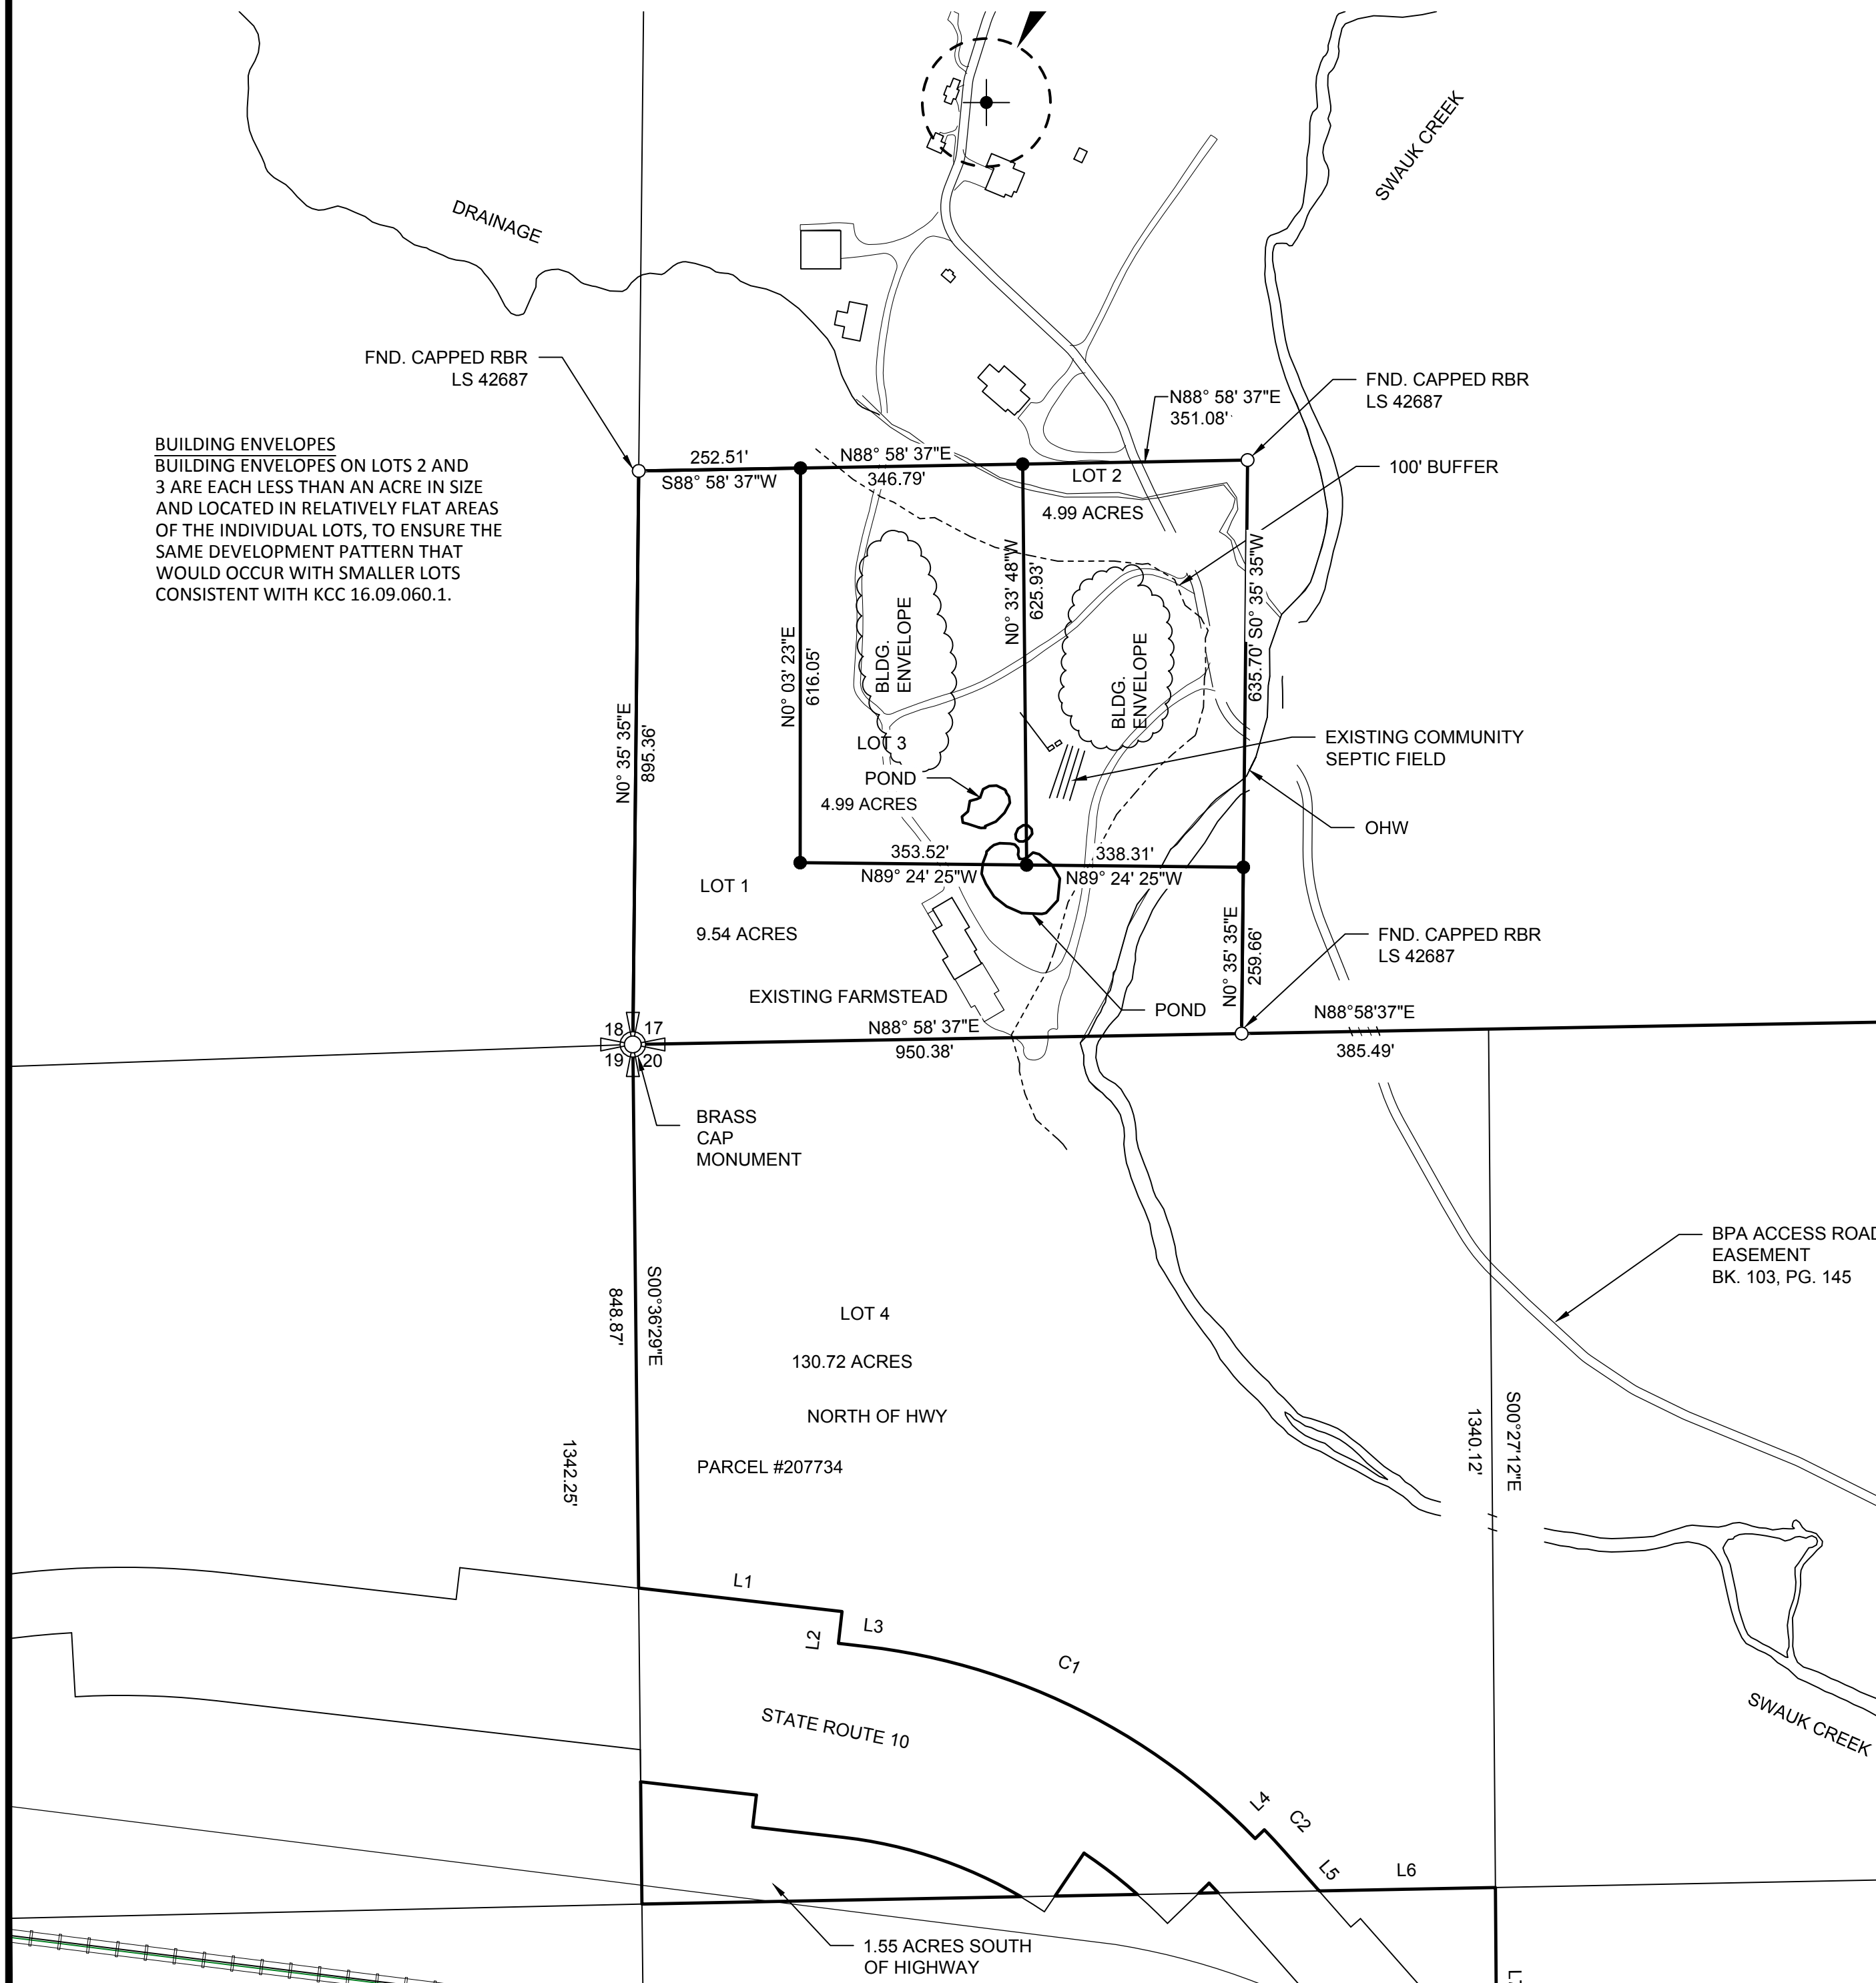 DRAINAGE
SWAUK CREEK
FND. CAPPED RBR
LS 42687
N88° 58' 37"E
351.08'
FND. CAPPED RBR
LS 42687
BUILDING ENVELOPES
BUILDING ENVELOPES ON LOTS 2 AND
3 ARE EACH LESS THAN AN ACRE IN SIZE
AND LOCATED IN RELATIVELY FLAT AREAS
OF THE INDIVIDUAL LOTS, TO ENSURE THE
SAME DEVELOPMENT PATTERN THAT
WOULD OCCUR WITH SMALLER LOTS
CONSISTENT WITH KCC 16.09.060.1.
252.51'
S88° 58' 37"W
N88° 58' 37"E
346.79'
LOT 2
4.99 ACRES
100' BUFFER
N0° 33' 48"W
625.93'
635.70' S0° 35' 35"W
BLDG.
ENVELOPE
BLDG.
ENVELOPE
N0° 03' 23"E
616.05'
N0° 35' 35"E
895.36'
LOT 3
POND
4.99 ACRES
EXISTING COMMUNITY
SEPTIC FIELD
OHW
353.52'
N89° 24' 25"W
338.31'
N89° 24' 25"W
LOT 1
9.54 ACRES
N0° 35' 35"E
259.66'
FND. CAPPED RBR
LS 42687
EXISTING FARMSTEAD
POND
N88° 58' 37"E
950.38'
N88°58'37"E
385.49'
18 17
19 20
BRASS
CAP
MONUMENT
BPA ACCESS ROAD
EASEMENT
BK. 103, PG. 145
848.87'
S00°36'29"E
LOT 4
130.72 ACRES
NORTH OF HWY
PARCEL #207734
1342.25'
1340.12'
S00°27'12"E
L1
L2
L3
C1
STATE ROUTE 10
SWAUK CREEK
L4
C2
L5
L6
1.55 ACRES SOUTH
OF HIGHWAY